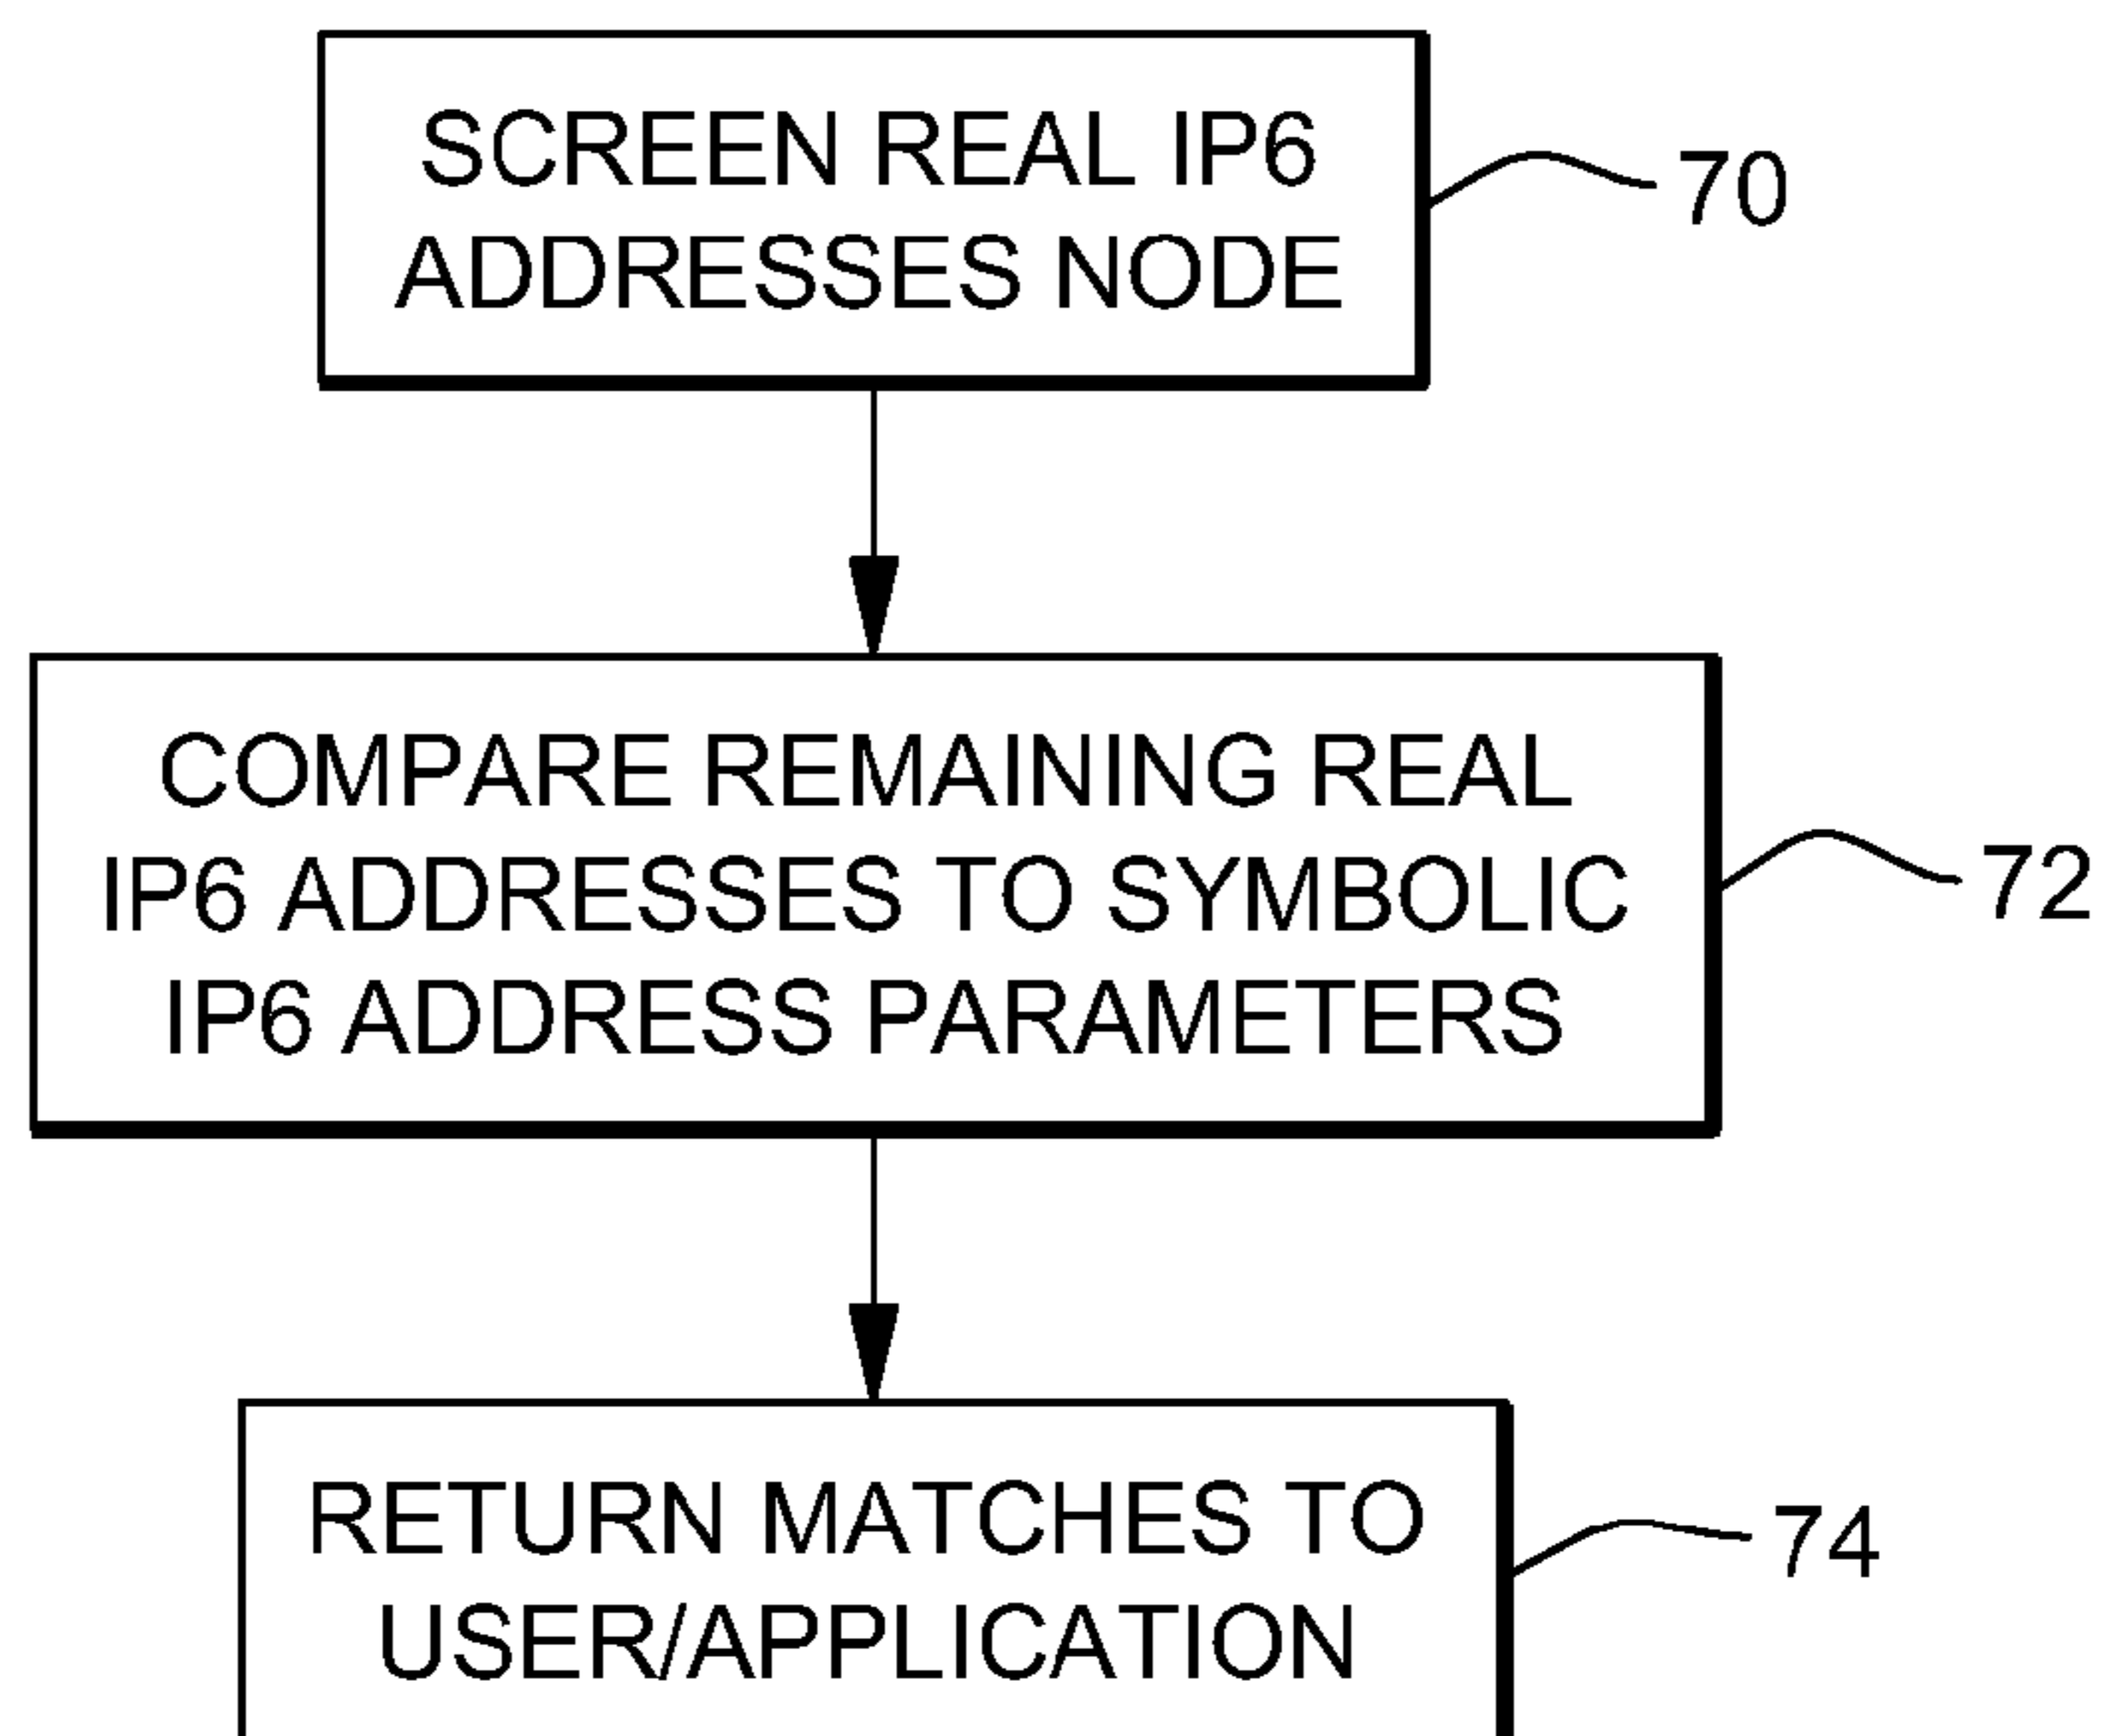 SCREEN REAL IP6
ADDRESSES NODE
70
COMPARE REMAINING REAL
IP6 ADDRESSES TO SYMBOLIC
IP6 ADDRESS PARAMETERS
72
RETURN MATCHES TO
USER/APPLICATION
74